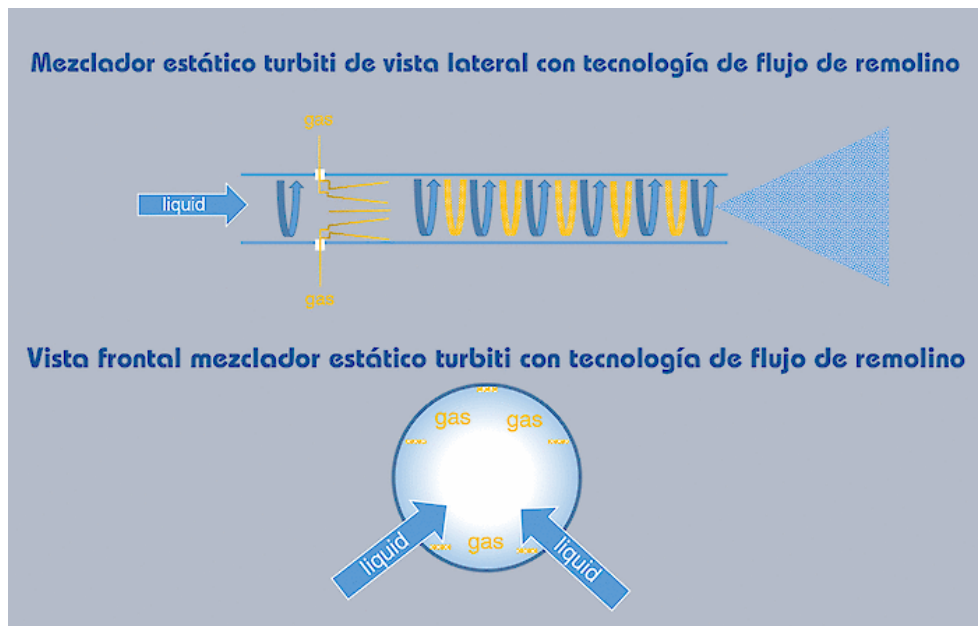 Mezclador estático turbiti de vista lateral con tecnología de flujo de remolino
gas
liquid
gas
Vista frontal mezclador estático turbiti con tecnología de flujo de remolino
gas gas
gas
liquid liquid